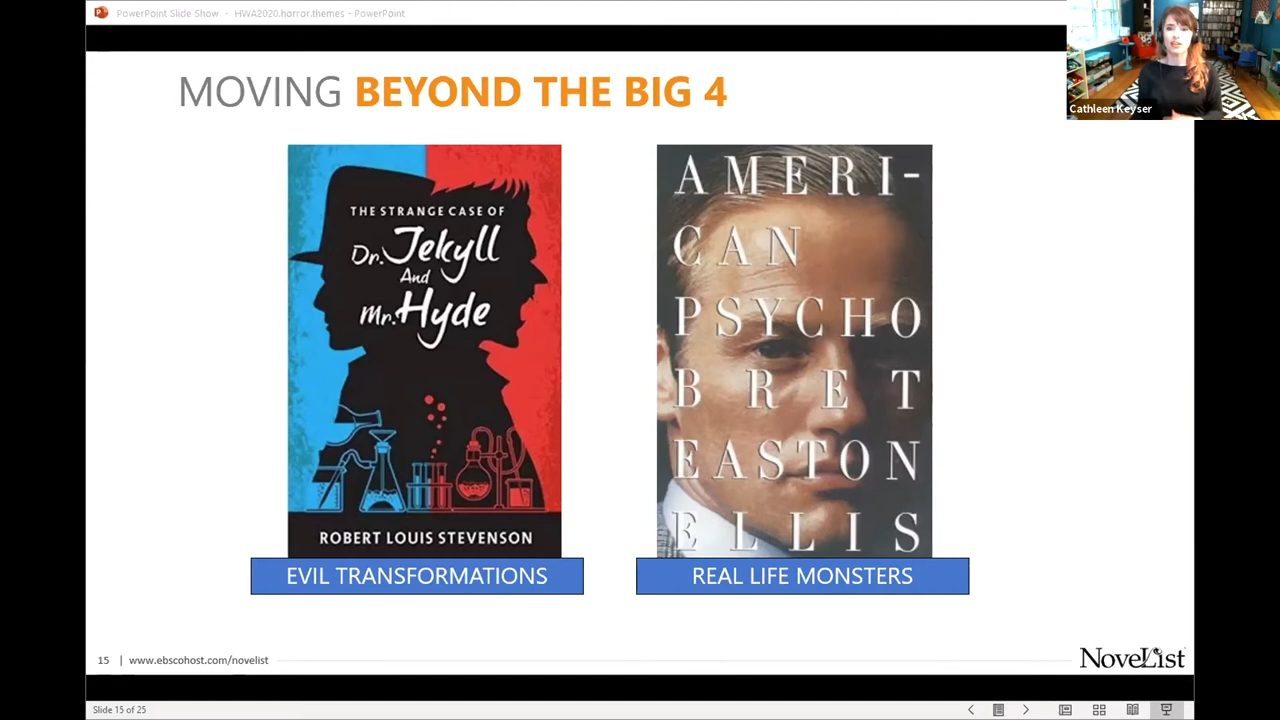 PowerPoint Slide Show - HWA2020.horror.themes - PowerPoint
Cathleen Keyser
MOVING BEYOND THE BIG 4
THE STRANGE CASE OF
Dr. Jekyll
And
Mr. Hyde
ROBERT LOUIS STEVENSON
AMERI-
CAN
PSYCHO
BRET
EASTON
ELLIS
EVIL TRANSFORMATIONS
REAL LIFE MONSTERS
15 | www.ebscohost.com/novelist
NoveList
Slide 15 of 25